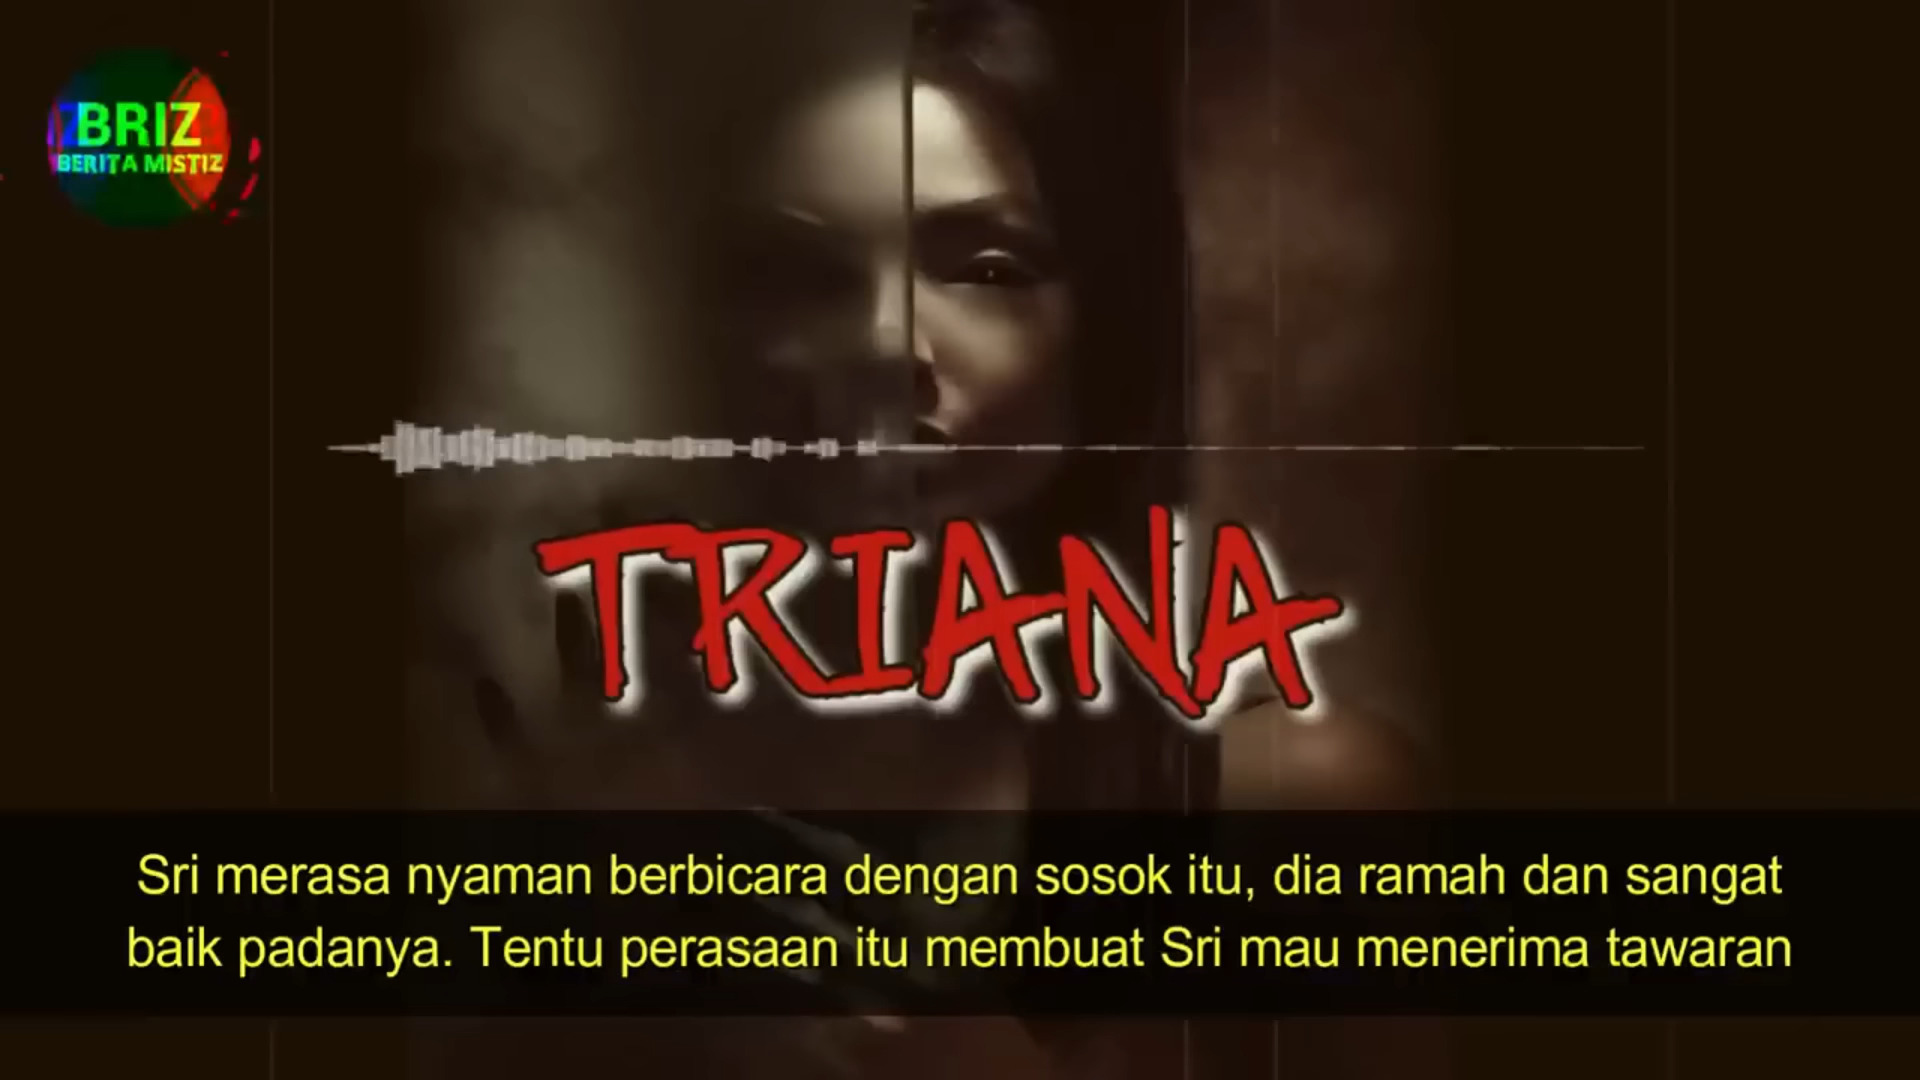 BRIZ
BERITA MISTIZ
TRIANA
Sri merasa nyaman berbicara dengan sosok itu, dia ramah dan sangat
baik padanya. Tentu perasaan itu membuat Sri mau menerima tawaran